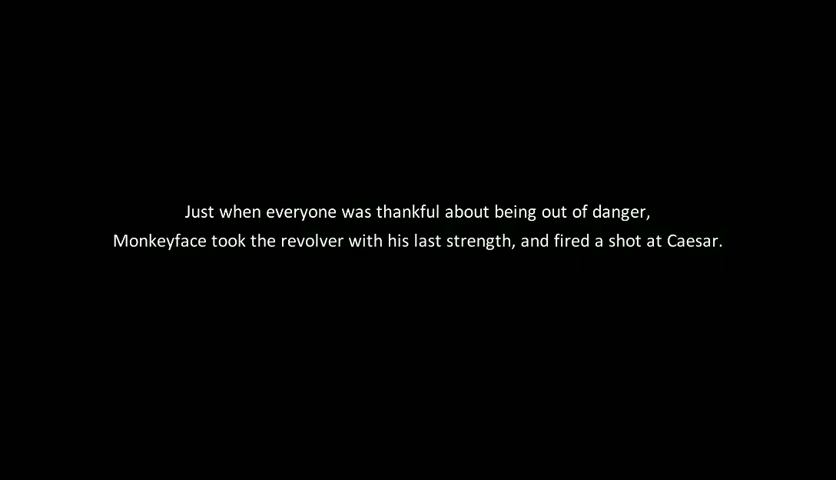 Just when everyone was thankful about being out of danger,
Monkeyface took the revolver with his last strength, and fired a shot at Caesar.